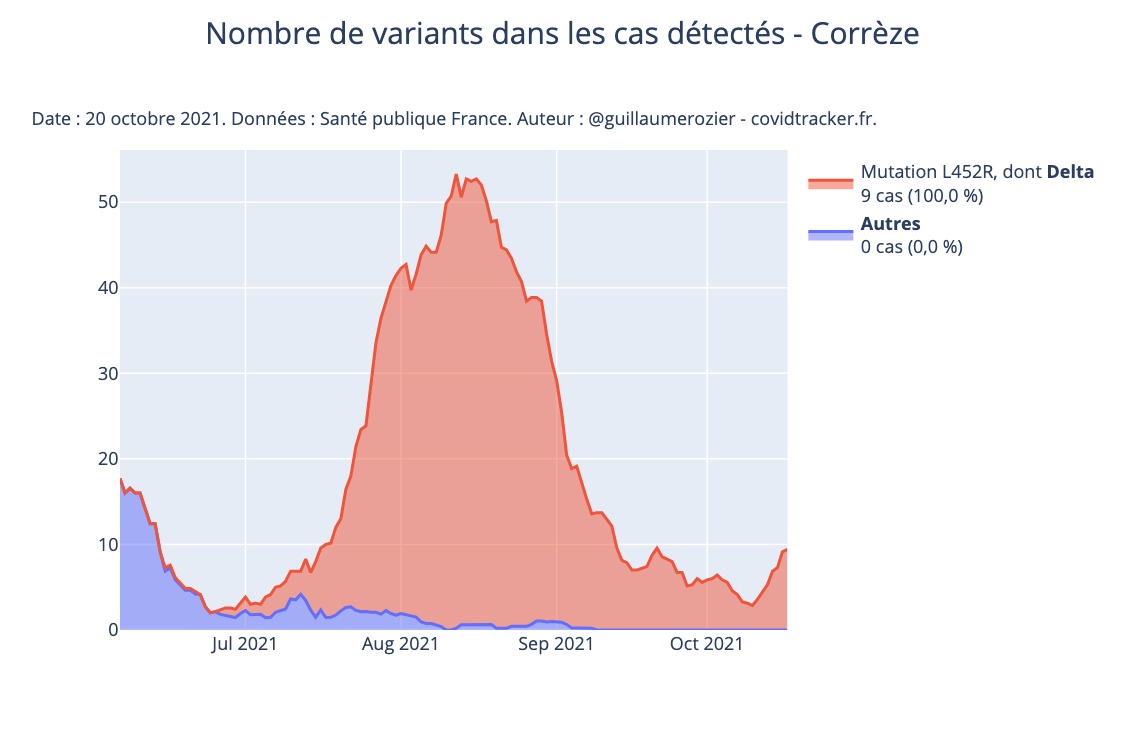 Nombre de variants dans les cas détectés - Corrèze
Date : 20 octobre 2021. Données : Santé publique France. Auteur : @guillaumerozier - covidtracker.fr.
Mutation L452R, dont Delta
9 cas (100,0 %)
Autres
0 cas (0,0 %)
50
40
30
20
10
0
Jul 2021
Aug 2021
Sep 2021
Oct 2021